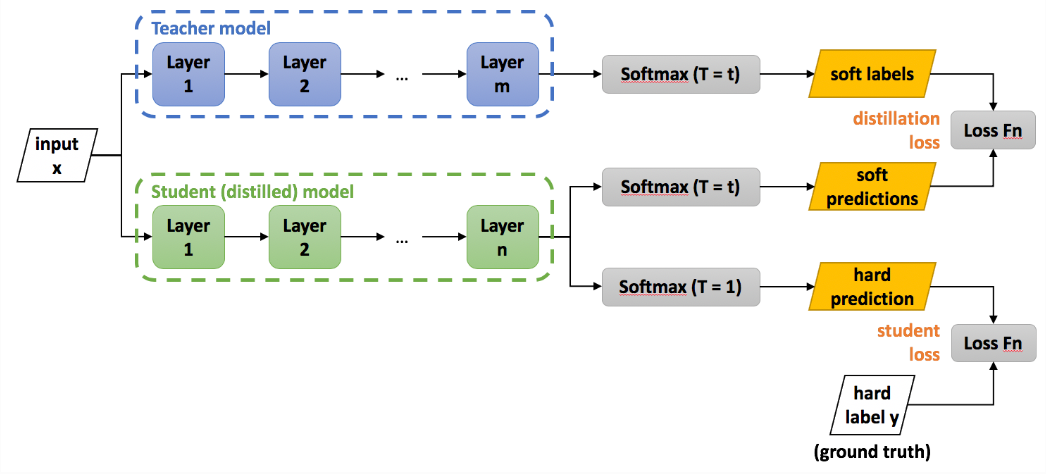 Teacher model
Layer
1
Layer
2
...
Layer
m
Softmax (T = t)
soft labels
input
x
distillation
loss
Loss Fn
Student (distilled) model
Layer
1
Layer
2
...
Layer
n
Softmax (T = t)
soft
predictions
Softmax (T = 1)
hard
prediction
student
loss
Loss Fn
hard
label y
(ground truth)